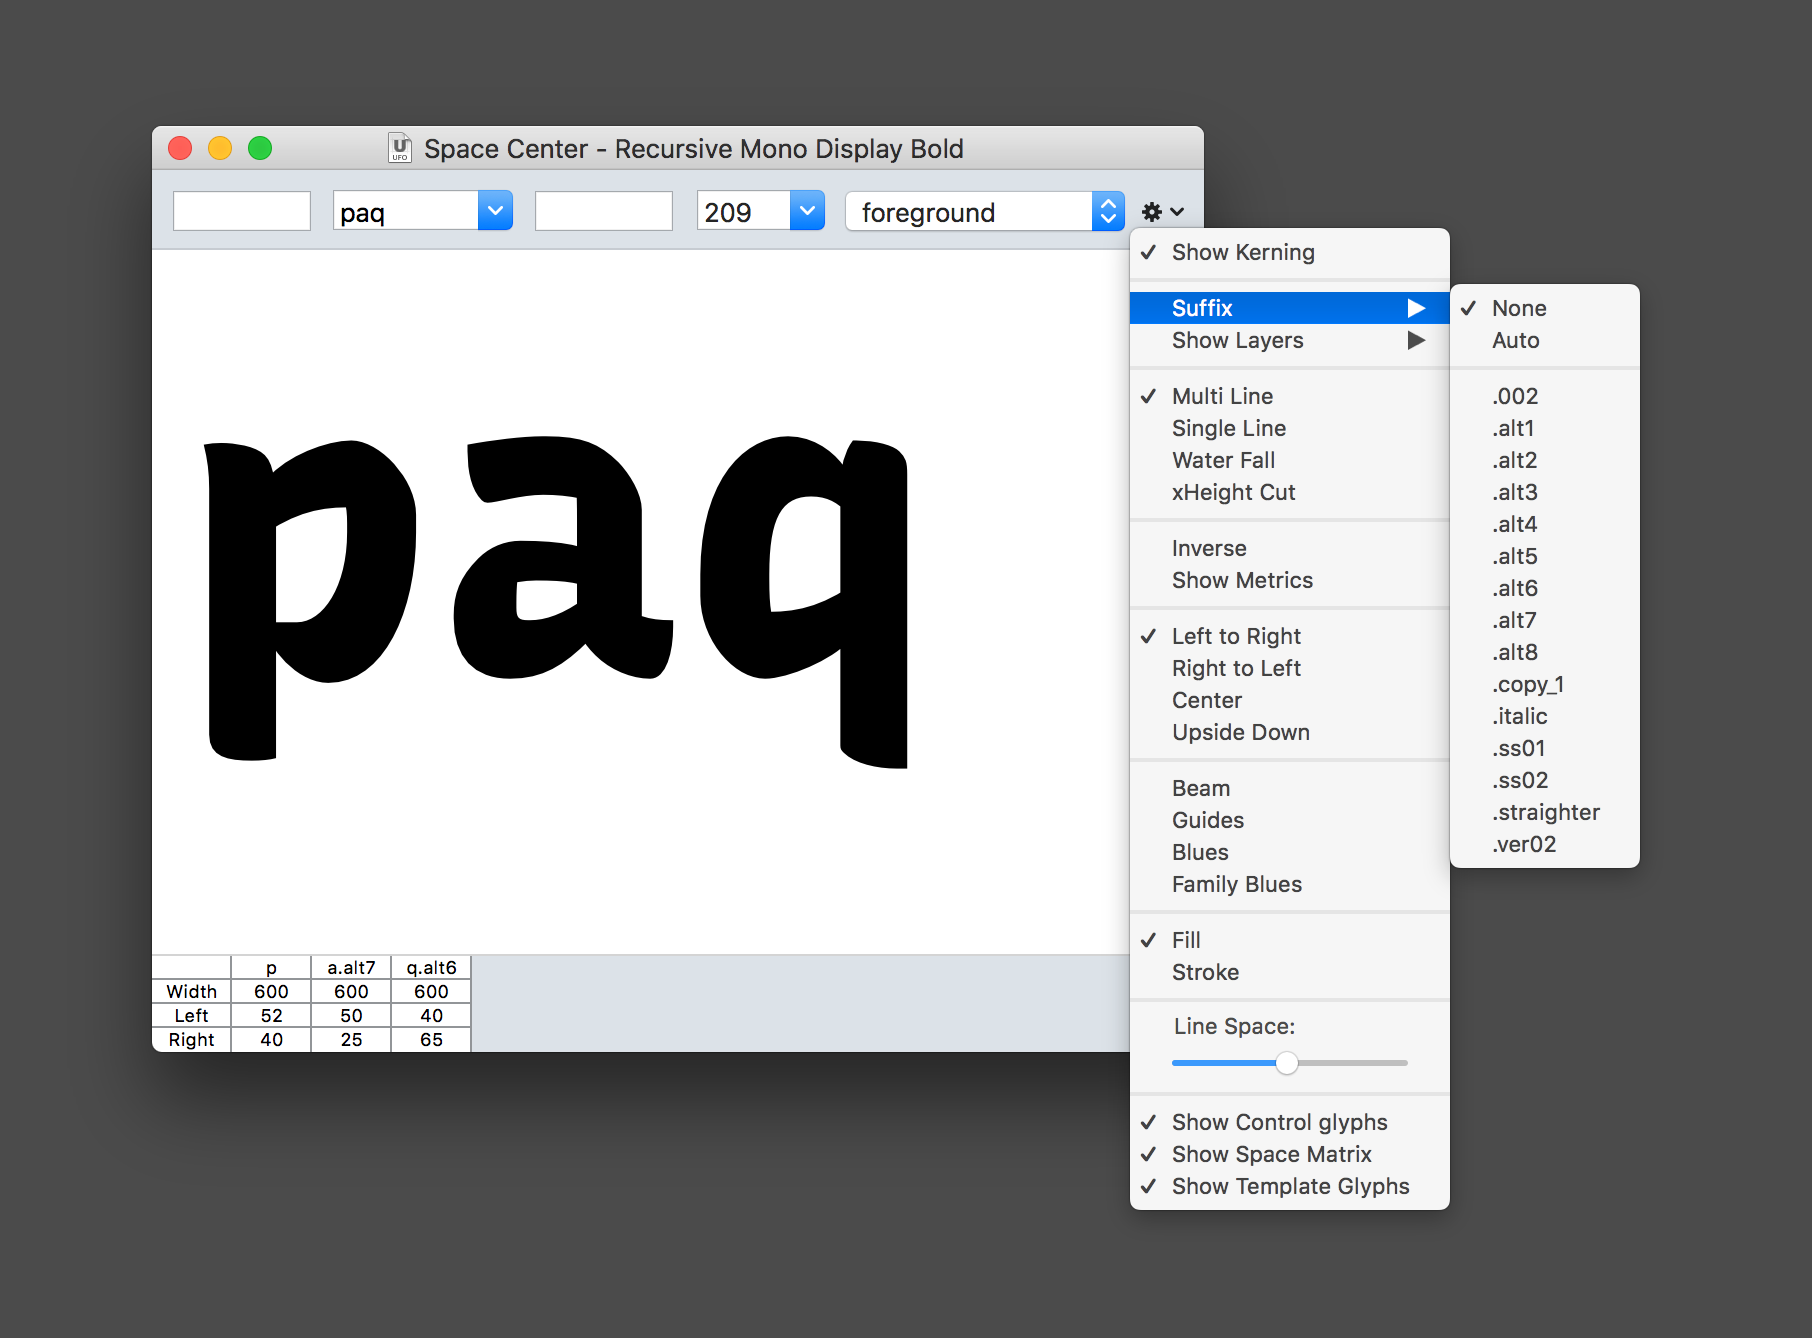 Space Center - Recursive Mono Display Bold
UFO
paq
209
foreground
paq
p a.alt7 q.alt6
Width 600 600 600
Left 52 50 40
Right 40 25 65
Show Kerning
Suffix
Show Layers
Multi Line
Single Line
Water Fall
xHeight Cut
Inverse
Show Metrics
Left to Right
Right to Left
Center
Upside Down
Beam
Guides
Blues
Family Blues
Fill
Stroke
Line Space:
Show Control glyphs
Show Space Matrix
Show Template Glyphs
None
Auto
.002
.alt1
.alt2
.alt3
.alt4
.alt5
.alt6
.alt7
.alt8
.copy_1
.italic
.ss01
.ss02
.straighter
.ver02